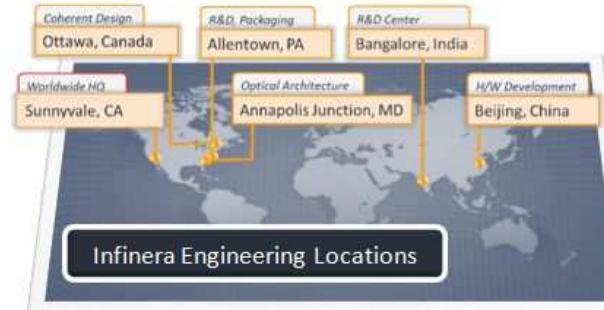 Coherent Design
Ottawa, Canada
R&D, Packaging
Allentown, PA
R&D Center
Bangalore, India
Worldwide HQ
Sunnyvale, CA
Optical Architecture
Annapolis Junction, MD
H/W Development
Beijing, China
Infinera Engineering Locations